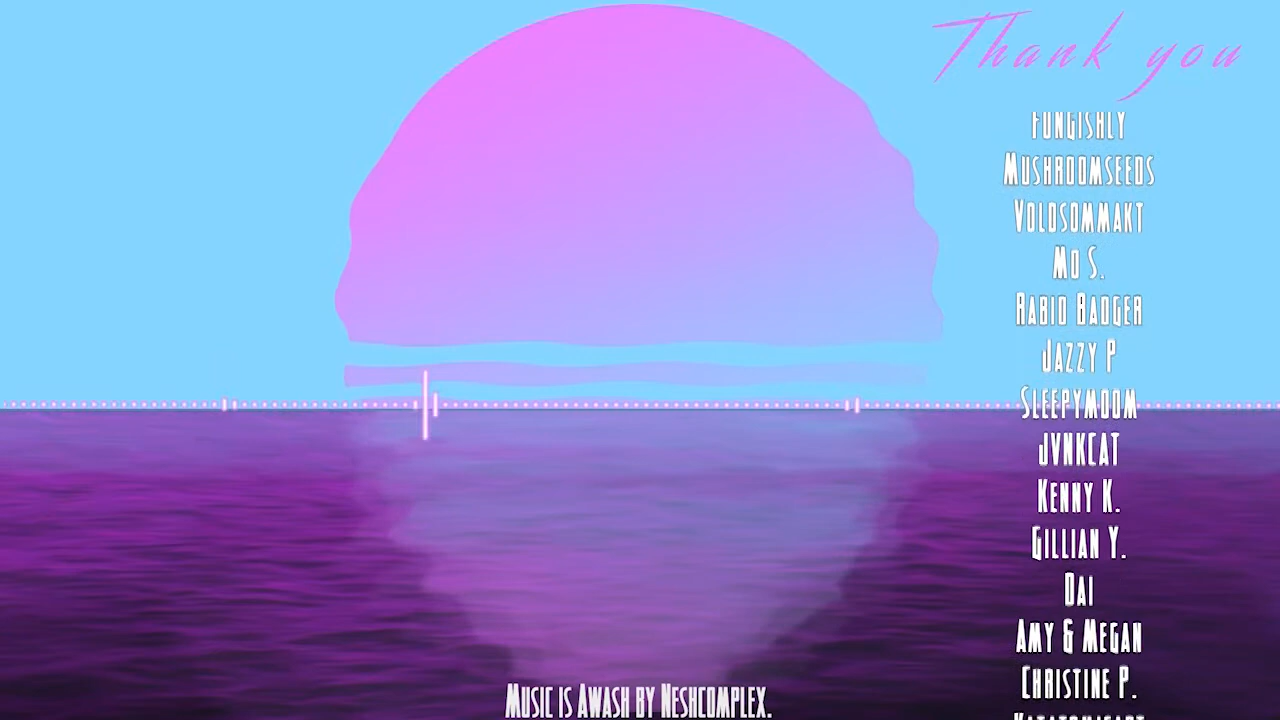 Thank you
Fungishly
Mushroomseeds
Volosommakt
Mo S.
Rabid Badger
Jazzy P
Sleepymoom
JVNKCAT
Kenny K.
Gillian Y.
Dai
Amy & Megan
Christine P.
Music is Awash by Neshcomplex.